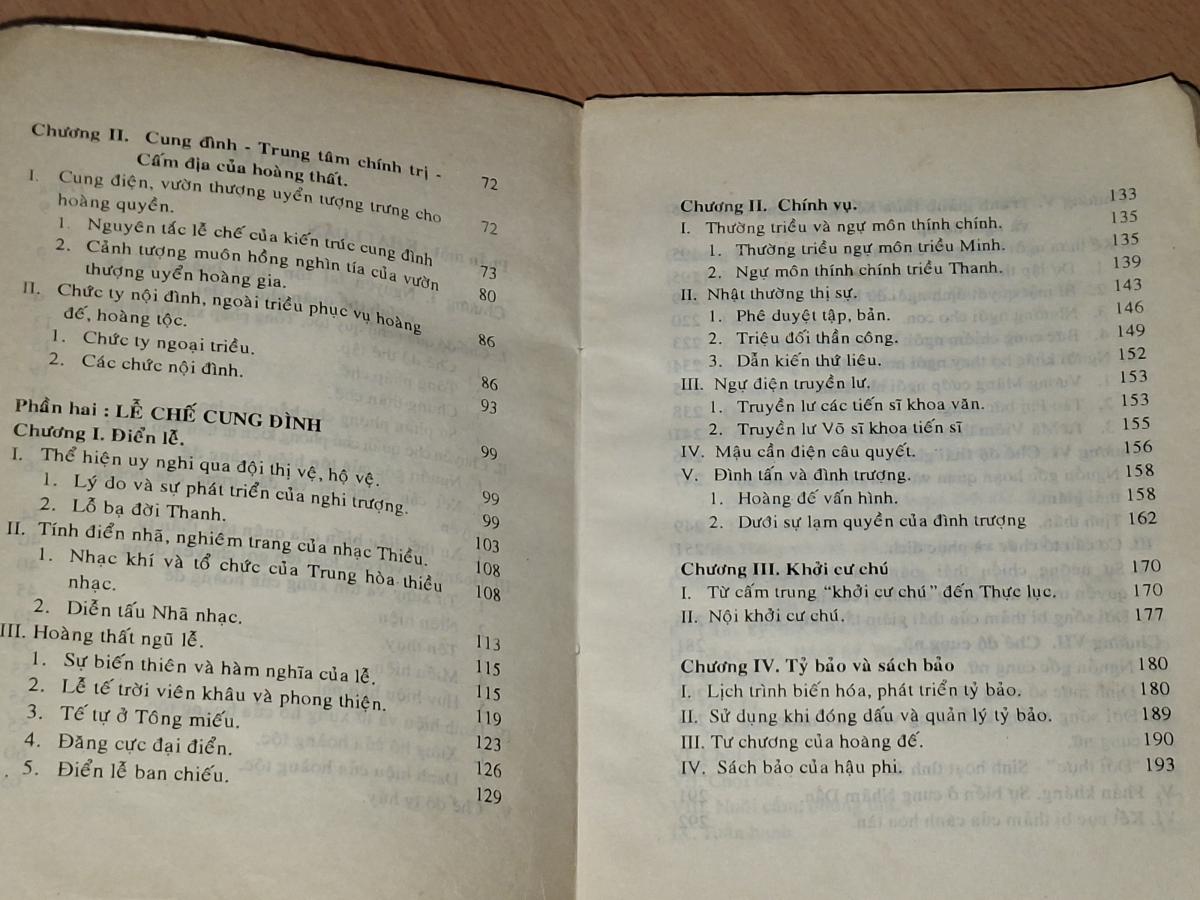 Chương II. Cung đình - Trung tâm chính trị -
Cấm địa của hoàng thất. 72
I. Cung điện, vườn thượng uyển tượng trưng cho
hoàng quyền. 72
1. Nguyên tắc lễ chế của kiến trúc cung đình 73
2. Cảnh tượng muôn hồng nghìn tía của vườn
thượng uyển hoàng gia. 80
II. Chức ty nội đình, ngoài triều phục vụ hoàng
đế, hoàng tộc. 86
1. Chức ty ngoại triều. 86
2. Các chức nội đình. 93
Phần hai : LỄ CHẾ CUNG ĐÌNH
Chương I. Điển lễ. 99
I. Thể hiện uy nghi qua đội thị vệ, hộ vệ. 99
1. Lý do và sự phát triển của nghi trượng. 99
2. Lỗ bạ đời Thanh. 103
II. Tính điển nhã, nghiêm trang của nhạc Thiều. 108
1. Nhạc khí và tổ chức của Trung hòa thiều
nhạc. 108
2. Diễn tấu Nhã nhạc. 113
III. Hoàng thất ngũ lễ. 115
1. Sự biến thiên và hàm nghĩa của lễ. 115
2. Lễ tế trời viên khâu và phong thiện. 119
3. Tế tự ở Tông miếu. 123
4. Đăng cực đại điển. 126
5. Điển lễ ban chiếu. 129
Chương II. Chính vụ. 133
I. Thường triều và ngự môn thính chính. 135
1. Thường triều ngự môn triều Minh. 135
2. Ngự môn thính chính triều Thanh. 139
II. Nhật thường thị sự. 143
1. Phê duyệt tập, bản. 146
2. Triệu đối thần công. 149
3. Dẫn kiến thứ liêu. 152
III. Ngự điện truyền lư. 153
1. Truyền lư các tiến sĩ khoa văn. 153
2. Truyền lư Võ sĩ khoa tiến sĩ 155
IV. Mậu cần điện câu quyết. 156
V. Đình tấn và đình trượng. 158
1. Hoàng đế vấn hình. 158
2. Dưới sự lạm quyền của đình trượng 162
Chương III. Khởi cư chú 170
I. Từ cấm trung “khởi cư chú” đến Thực lục. 170
II. Nội khởi cư chú. 177
Chương IV. Tỷ bảo và sách bảo 180
I. Lịch trình biến hóa, phát triển tỷ bảo. 180
II. Sử dụng khi đóng dấu và quản lý tỷ bảo. 189
III. Tư chương của hoàng đế. 190
IV. Sách bảo của hậu phi. 193